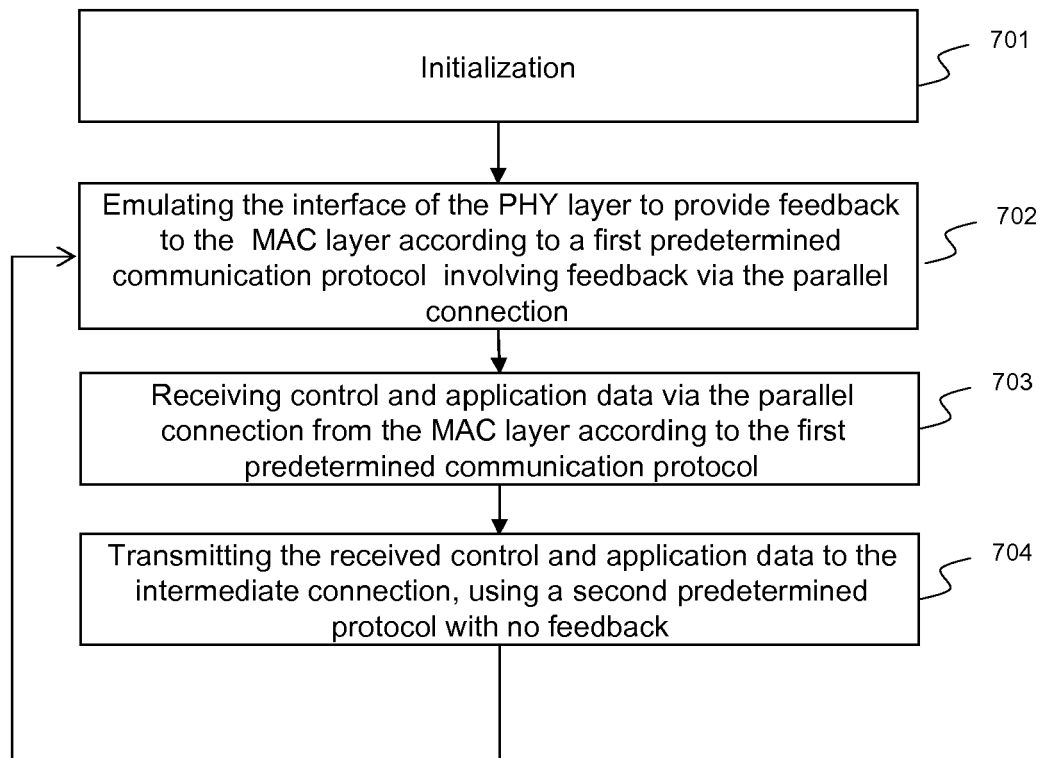 Initialization
701
Emulating the interface of the PHY layer to provide feedback
to the MAC layer according to a first predetermined
communication protocol involving feedback via the parallel
connection
702
Receiving control and application data via the parallel
connection from the MAC layer according to the first
predetermined communication protocol
703
Transmitting the received control and application data to the
intermediate connection, using a second predetermined
protocol with no feedback
704